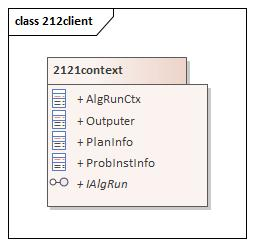 class 212client
2121context
+ AlgRunCtx
+ Outputer
+ PlanInfo
+ ProbInstInfo
+ IAlgRun